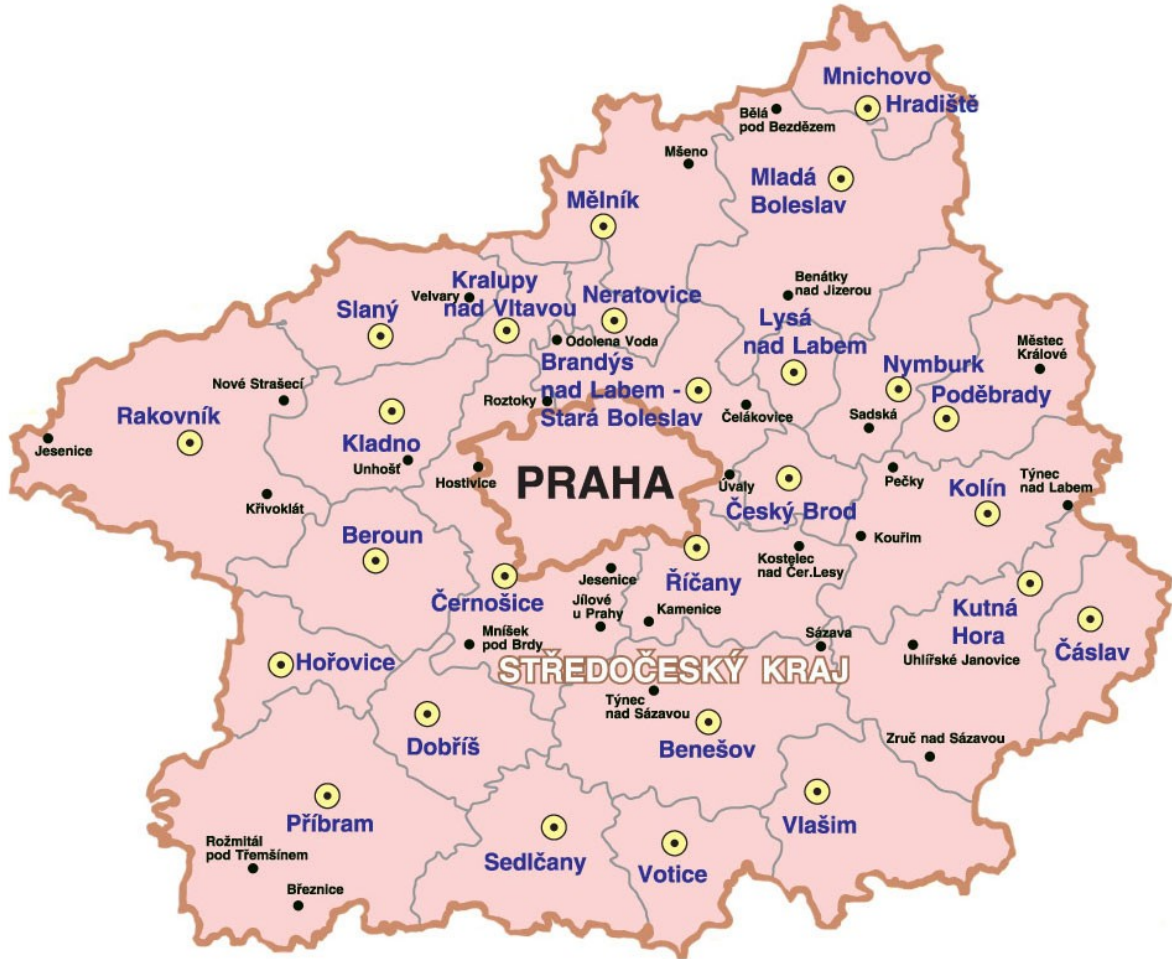 Mnichovo
Hradiště
Bělá
pod Bezdězem
Mšeno
Mladá
Boleslav
Mělník
Kralupy
nad Vltavou
Velvary
Neratovice
Benátky
nad Jizerou
Slaný
Lysá
nad Labem
Odolena Voda
Městec
Králové
Nymburk
Brandýs
nad Labem -
Stará Boleslav
Poděbrady
Nové Strašecí
Roztoky
Rakovník
Čelákovice
Sadská
Kladno
Jesenice
Unhošť
Hostivice
PRAHA
Úvaly
Pečky
Týnec
nad Labem
Kolín
Křivoklát
Český Brod
Beroun
Kouřim
Kostelec
nad Čer.Lesy
Jesenice
Říčany
Černošice
Jílové
u Prahy
Kamenice
Kutná
Hora
Mníšek
pod Brdy
Sázava
Čáslav
Uhlířské Janovice
Hořovice
STŘEDOČESKÝ KRAJ
Týnec
nad Sázavou
Dobříš
Benešov
Zruč nad Sázavou
Příbram
Vlašim
Rožmitál
pod Třemšínem
Sedlčany
Votice
Březnice